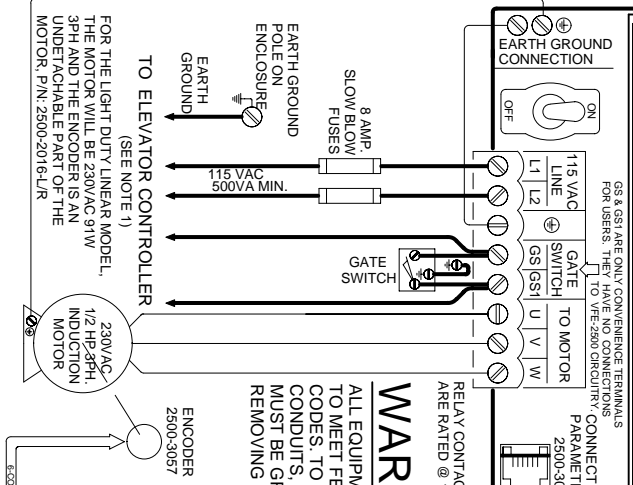 EARTH GROUND
CONNECTION
ON
OFF
GS & GS1 ARE ONLY CONVENIENCE TERMINALS
FOR USERS. THEY HAVE NO CONNECTIONS
TO VFE-2500 CIRCUITRY.
115 VAC
LINE
L1
L2
GATE
SWITCH
GS
GS1
TO MOTOR
U
V
W
CONNECT
PARAMET
2500-30
8 AMP.
SLOW BLOW
FUSES
EARTH GROUND
POLE ON
ENCLOSURE
EARTH
GROUND
115 VAC
500VA MIN.
GATE
SWITCH
TO ELEVATOR CONTROLLER
(SEE NOTE 1)
FOR THE LIGHT DUTY LINEAR MODEL,
THE MOTOR WILL BE 230VAC 91W
3PH AND THE ENCODER IS AN
UNDETACHABLE PART OF THE
MOTOR, P/N: 2500-2016-L/R
230VAC
1/2 HP 3PH.
INDUCTION
MOTOR
ENCODER
2500-3057
6-CO
RELAY CONTAC
ARE RATED @
WAR
ALL EQUIPM
TO MEET FE
CODES. TO
CONDUITS,
MUST BE GR
REMOVING